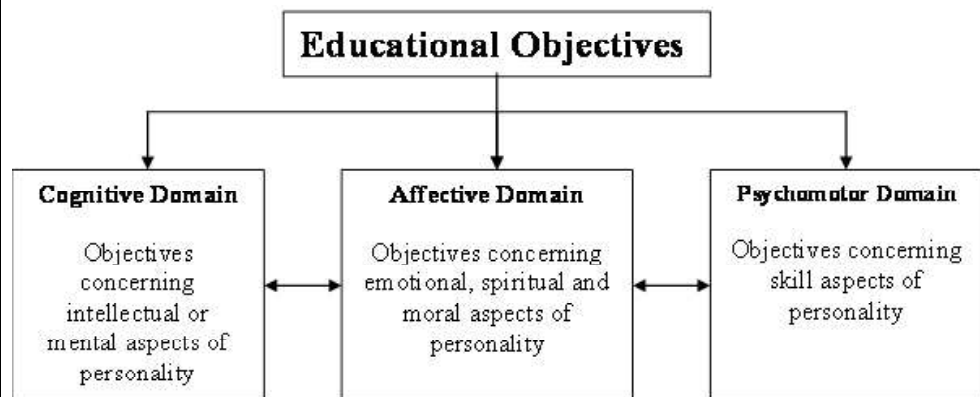 Educational Objectives
Cognitive Domain
Objectives
concerning
intellectual or
mental aspects of
personality
Affective Domain
Objectives concerning
emotional, spiritual and
moral aspects of
personality
Psychomotor Domain
Objectives concerning
skill aspects of
personality